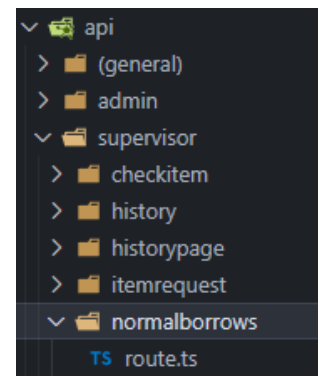 api
(general)
admin
supervisor
checkitem
history
historypage
itemrequest
normalborrows
TS route.ts